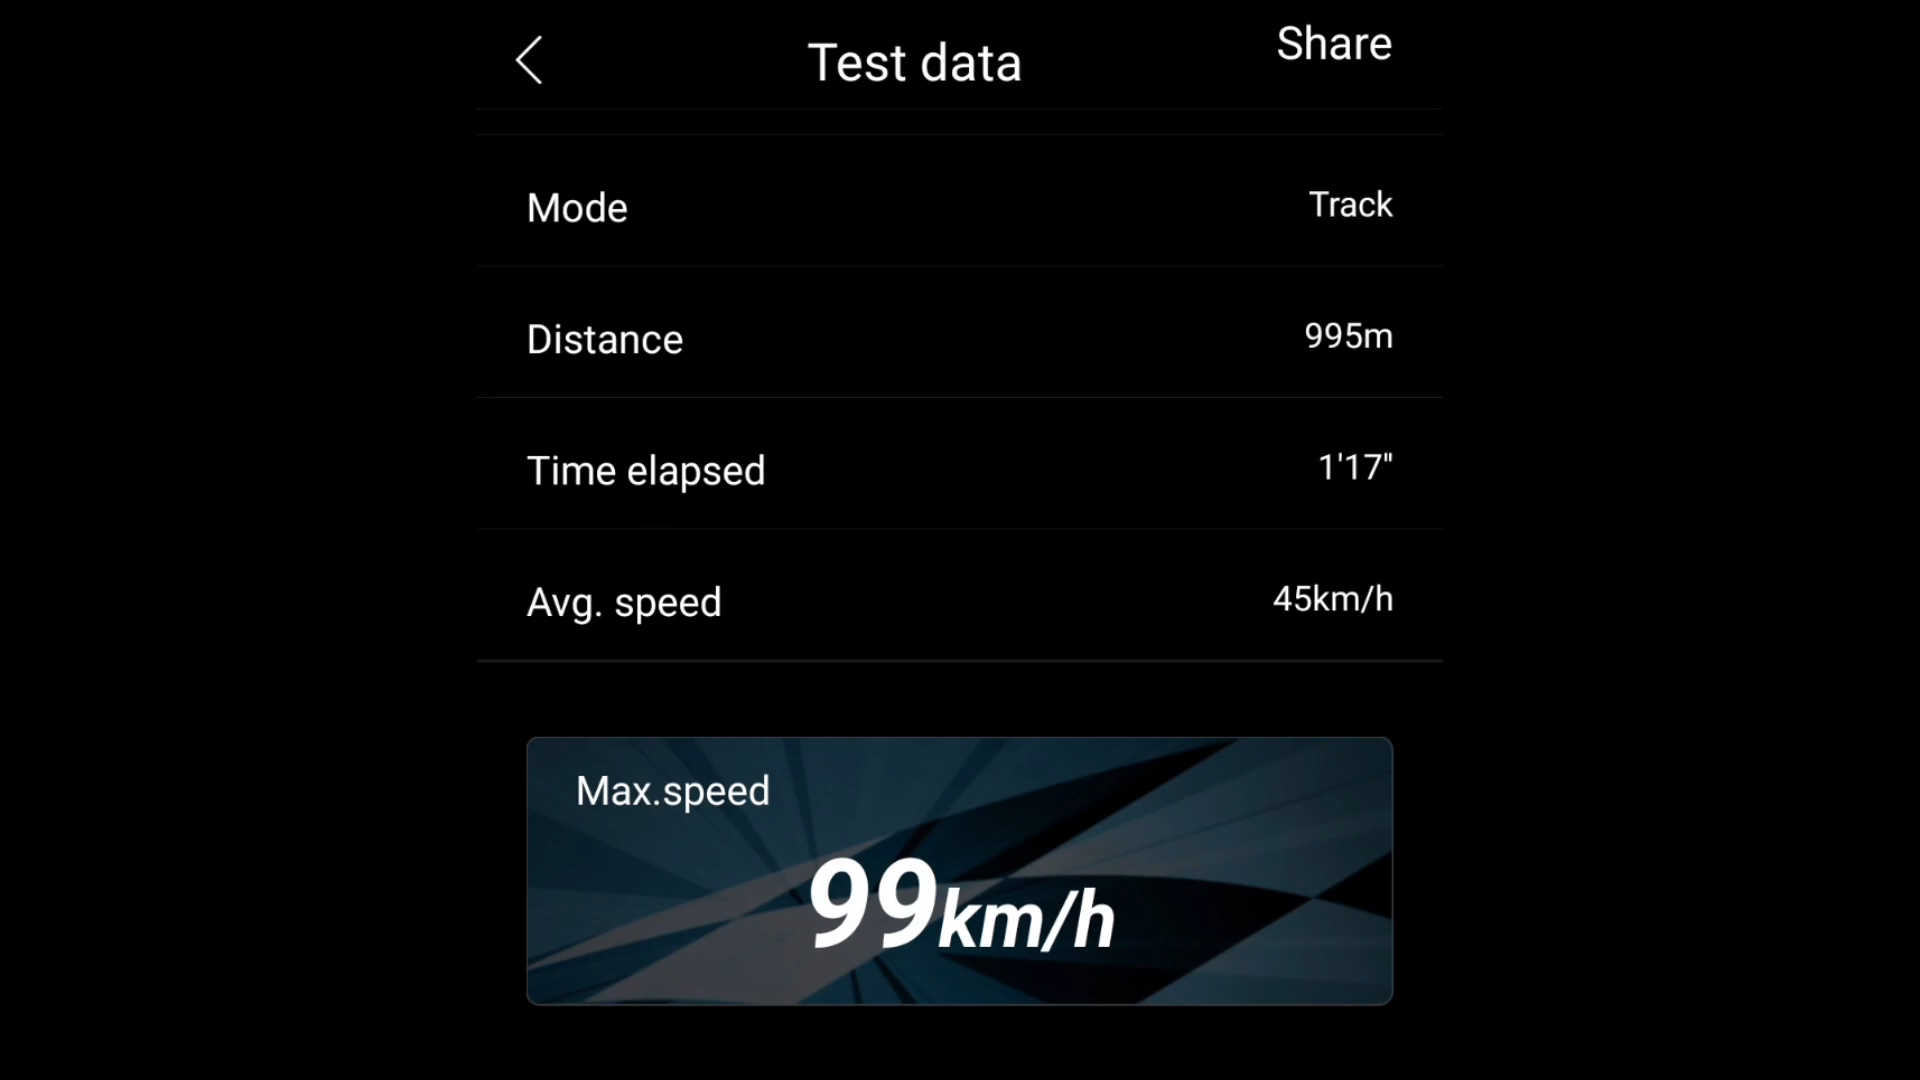 Test data
Share
Mode
Track
Distance
995m
Time elapsed
1'17"
Avg. speed
45km/h
Max.speed
99km/h